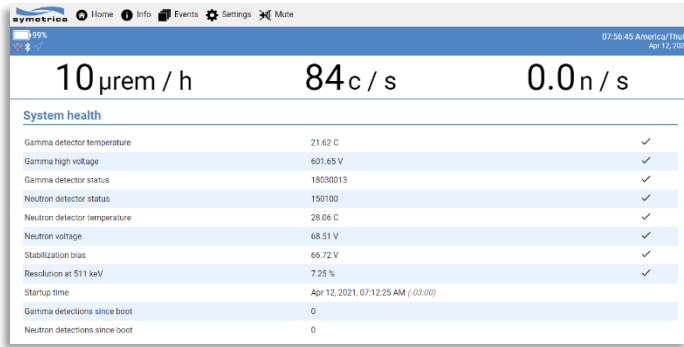 symetrica Home Info Events Settings Mute
99% 07:56:45 America/Thul
Apr 12, 202
10 µrem / h 84 c / s 0.0 n / s
System health
Gamma detector temperature 21.62 C
Gamma high voltage 601.65 V
Gamma detector status 18030013
Neutron detector status 150100
Neutron detector temperature 28.06 C
Neutron voltage 68.51 V
Stabilization bias 66.72 V
Resolution at 511 keV 7.25 %
Startup time Apr 12, 2021, 07:12:25 AM (-03:00)
Gamma detections since boot 0
Neutron detections since boot 0